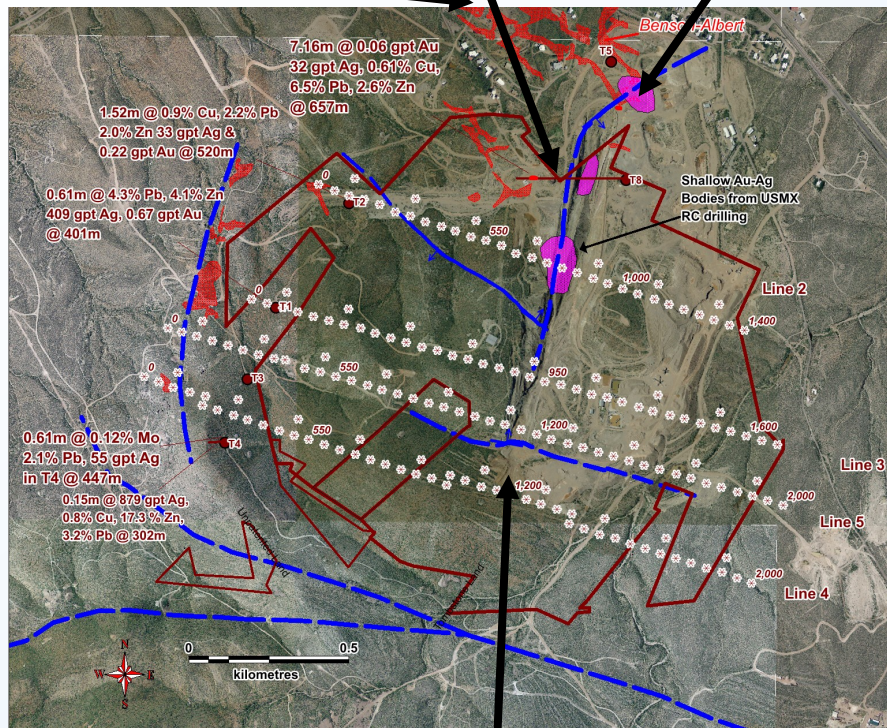 Benson-Albert
7.16m @ 0.06 gpt Au
32 gpt Ag, 0.61% Cu,
6.5% Pb, 2.6% Zn
@ 657m
T5
1.52m @ 0.9% Cu, 2.2% Pb
2.0% Zn 33 gpt Ag &
0.22 gpt Au @ 520m
0.61m @ 4.3% Pb, 4.1% Zn
409 gpt Ag, 0.67 gpt Au
@ 401m
0
T2
T8
Shallow Au-Ag
Bodies from USMX
RC drilling
550
1,000
Line 2
1,400
0
T1
0
550
950
T3
0
550
1,200
1,600
Line 3
0.61m @ 0.12% Mo
2.1% Pb, 55 gpt Ag
in T4 @ 447m
T4
0.15m @ 879 gpt Ag,
0.8% Cu, 17.3 % Zn,
3.2% Pb @ 302m
1,200
2,000
Line 5
2,000
Line 4
0
0.5
kilometres
N
W
E
S